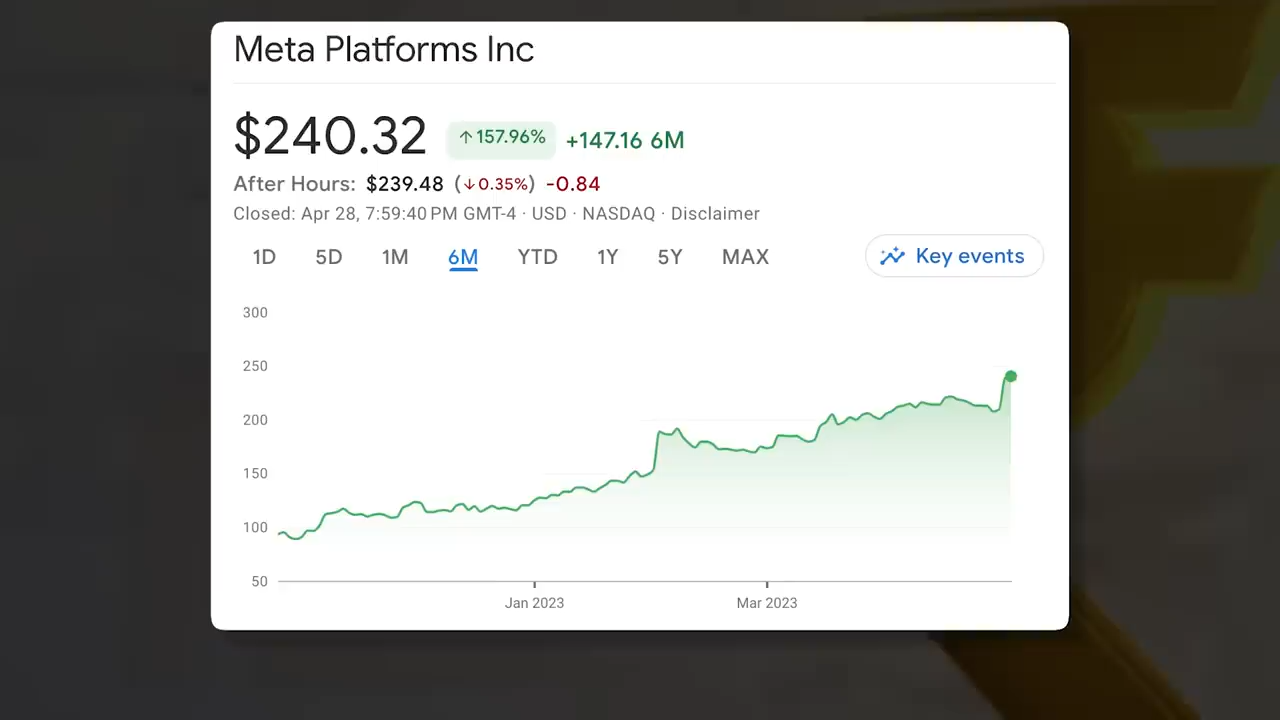 Meta Platforms Inc
$240.32 ↑157.96% +147.16 6M
After Hours: $239.48 (↓0.35%) -0.84
Closed: Apr 28, 7:59:40 PM GMT-4 · USD · NASDAQ · Disclaimer
1D 5D 1M 6M YTD 1Y 5Y MAX Key events
300
250
200
150
100
50
Jan 2023 Mar 2023